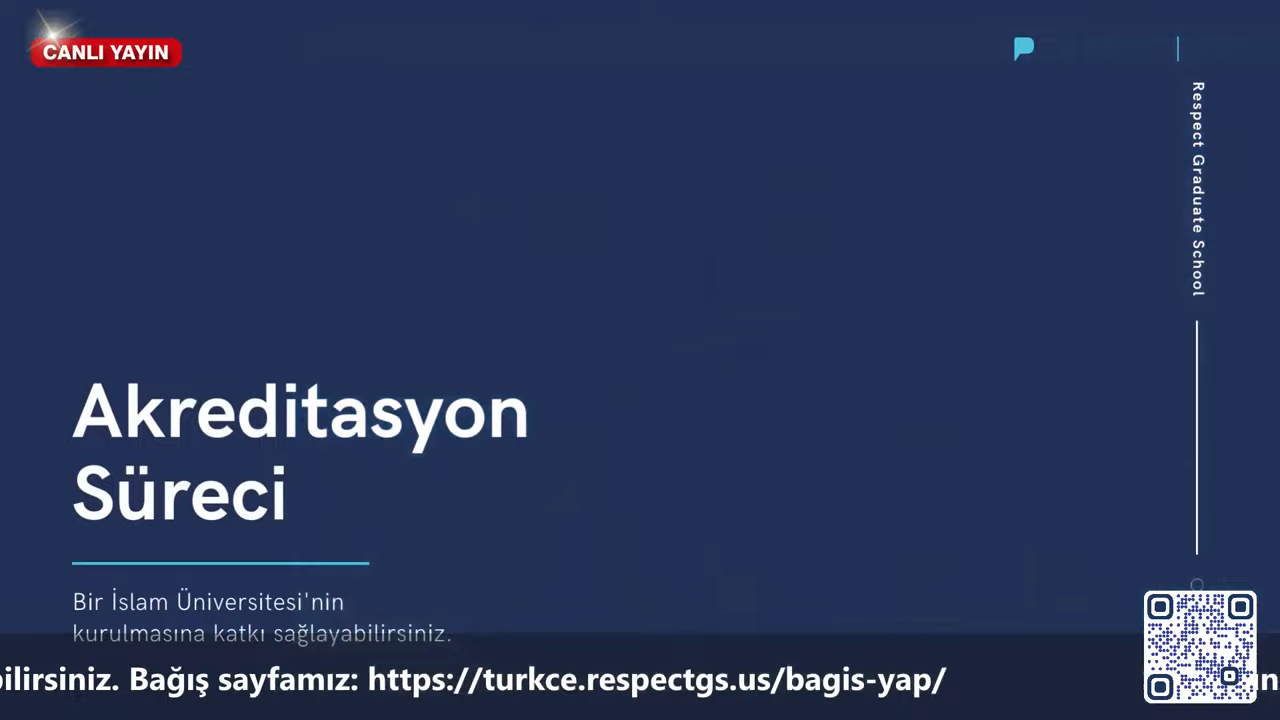 CANLI YAYIN
Respect Graduate School
Akreditasyon
Süreci
Bir İslam Üniversitesi'nin
kurulmasına katkı sağlayabilirsiniz.
bilirsiniz. Bağış sayfamız: https://turkce.respectgs.us/bagis-yap/